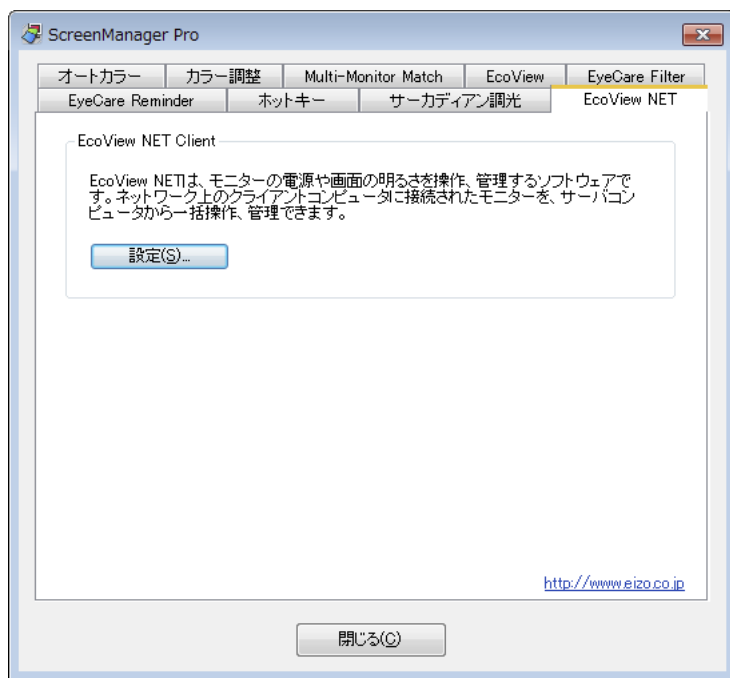 ScreenManager Pro
オートカラー
カラー調整
Multi-Monitor Match
EcoView
EyeCare Filter
EyeCare Reminder
ホットキー
サーカディアン調光
EcoView NET
EcoView NET Client
EcoView NETは、モニターの電源や画面の明るさを操作、管理するソフトウェアで
す。ネットワーク上のクライアントコンピュータに接続されたモニターを、サーバコン
ピュータから一括操作、管理できます。
設定(S)...
http://www.eizo.co.jp
閉じる(C)